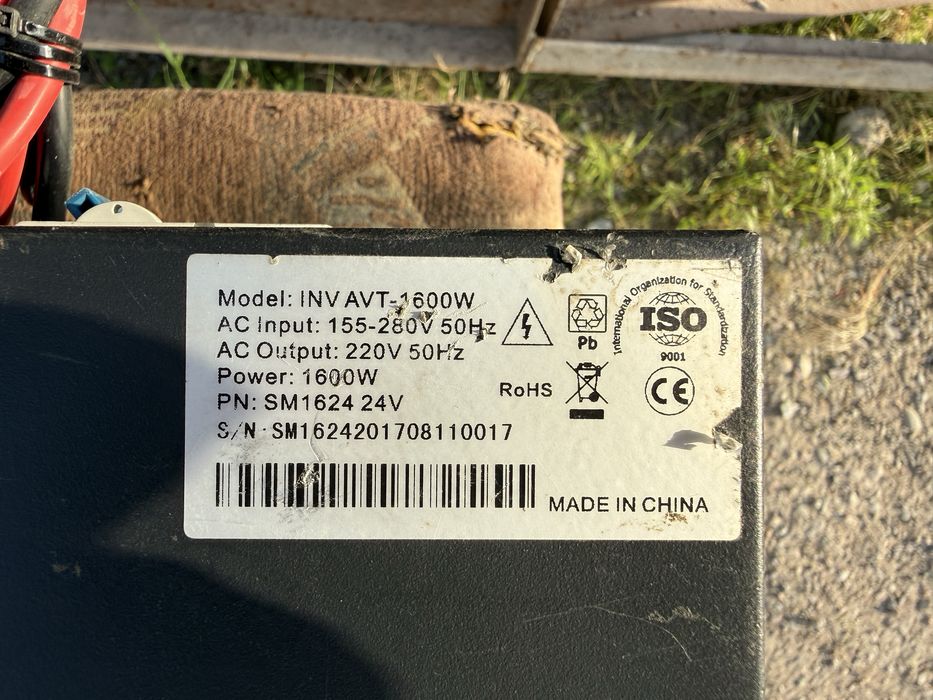 Model: INV AVT-1600W
AC Input: 155-280V 50Hz
AC Output: 220V 50Hz
Power: 1600W
PN: SM1624 24V
S/N: SM1624201708110017
Pb
RoHS
International Organization for Standardization
ISO
9001
CE
MADE IN CHINA